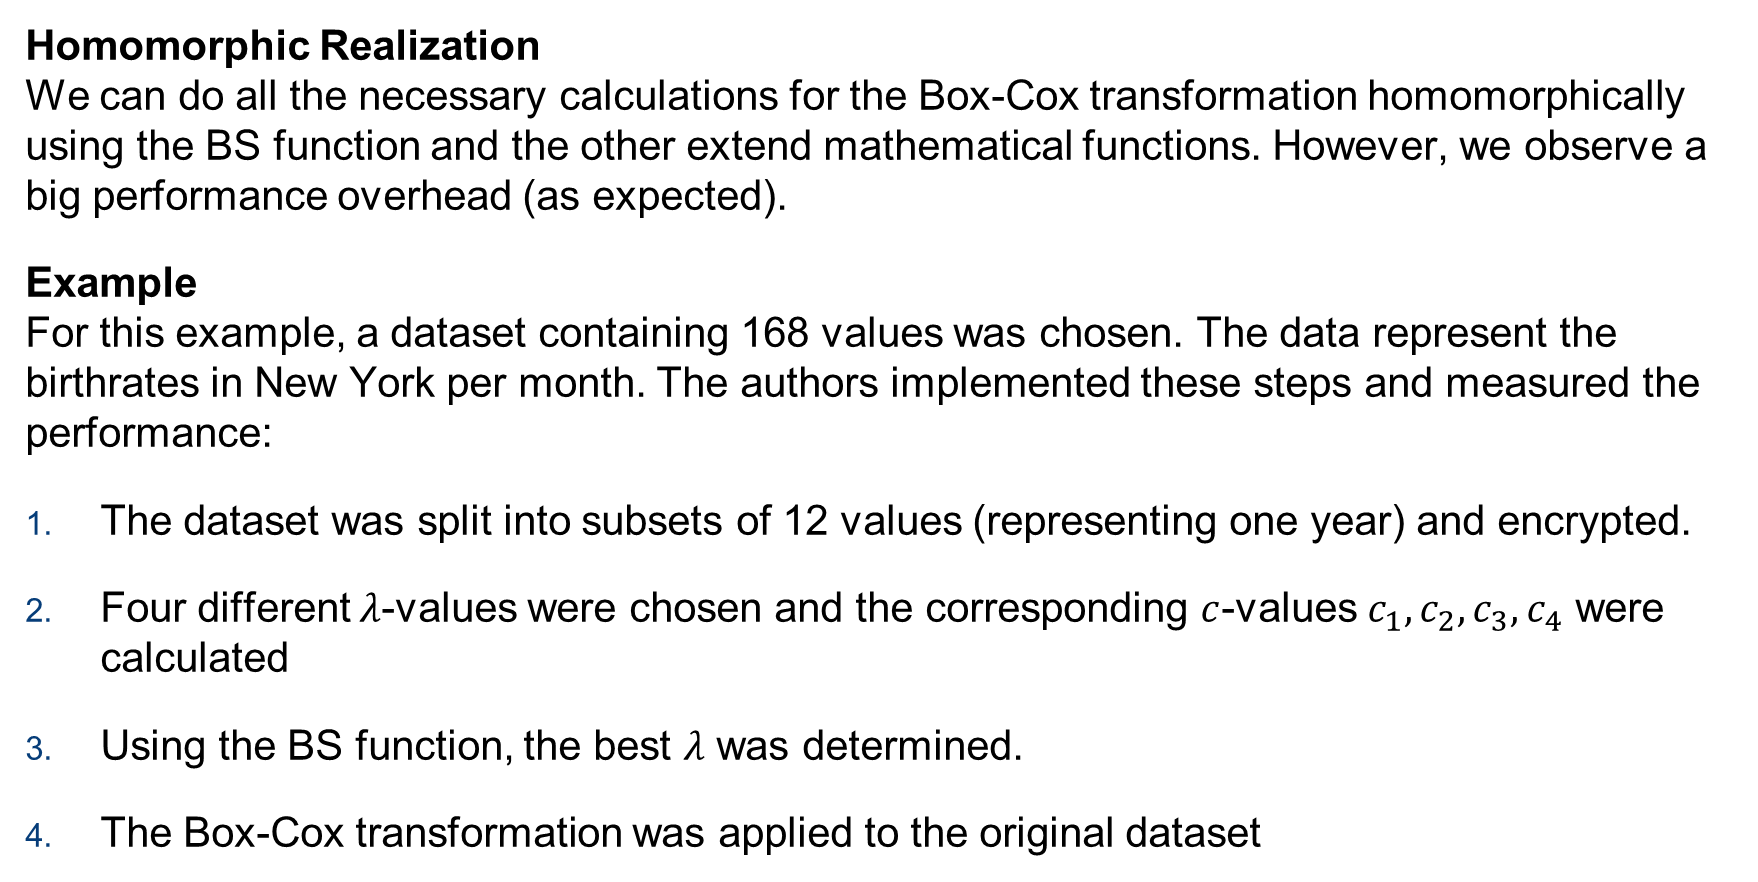 Homomorphic Realization
We can do all the necessary calculations for the Box-Cox transformation homomorphically
using the BS function and the other extend mathematical functions. However, we observe a
big performance overhead (as expected).
Example
For this example, a dataset containing 168 values was chosen. The data represent the
birthrates in New York per month. The authors implemented these steps and measured the
performance:
1. The dataset was split into subsets of 12 values (representing one year) and encrypted.
2. Four different λ-values were chosen and the corresponding c-values c₁, c₂, c₃, c₄ were
calculated
3. Using the BS function, the best λ was determined.
4. The Box-Cox transformation was applied to the original dataset